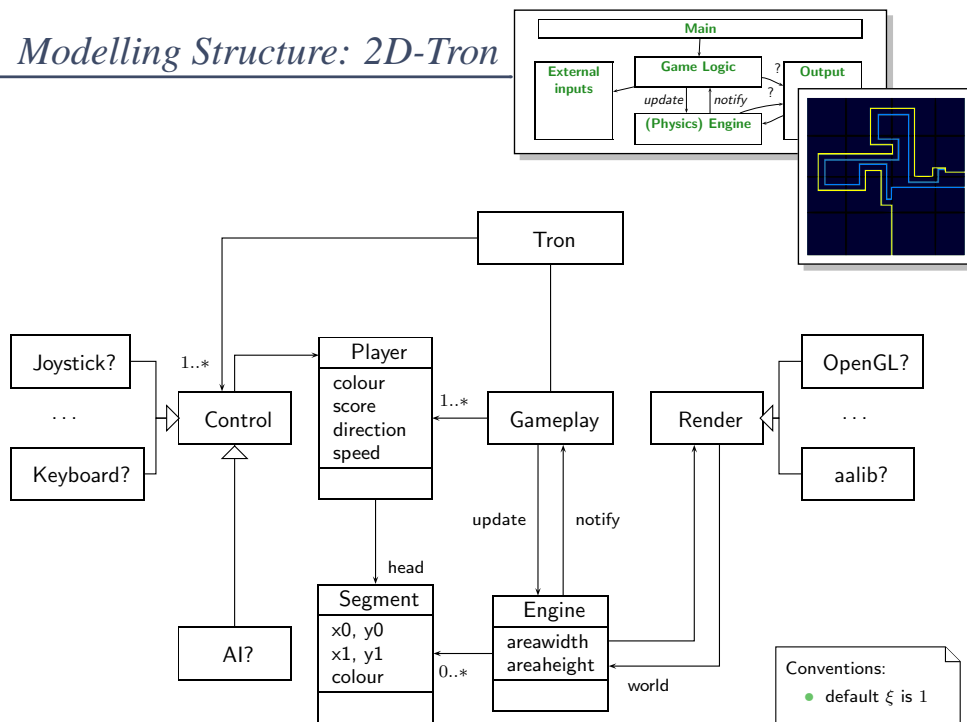 Modelling Structure: 2D-Tron
Main
External
inputs
Game Logic
Output
?
?
update
notify
(Physics) Engine
Tron
1..*
Joystick?
. . .
Keyboard?
Control
AI?
Player
colour
score
direction
speed
1..*
Gameplay
Render
OpenGL?
. . .
aalib?
update
notify
head
Segment
x0, y0
x1, y1
colour
0..*
Engine
areawidth
areaheight
world
Conventions:
• default ξ is 1